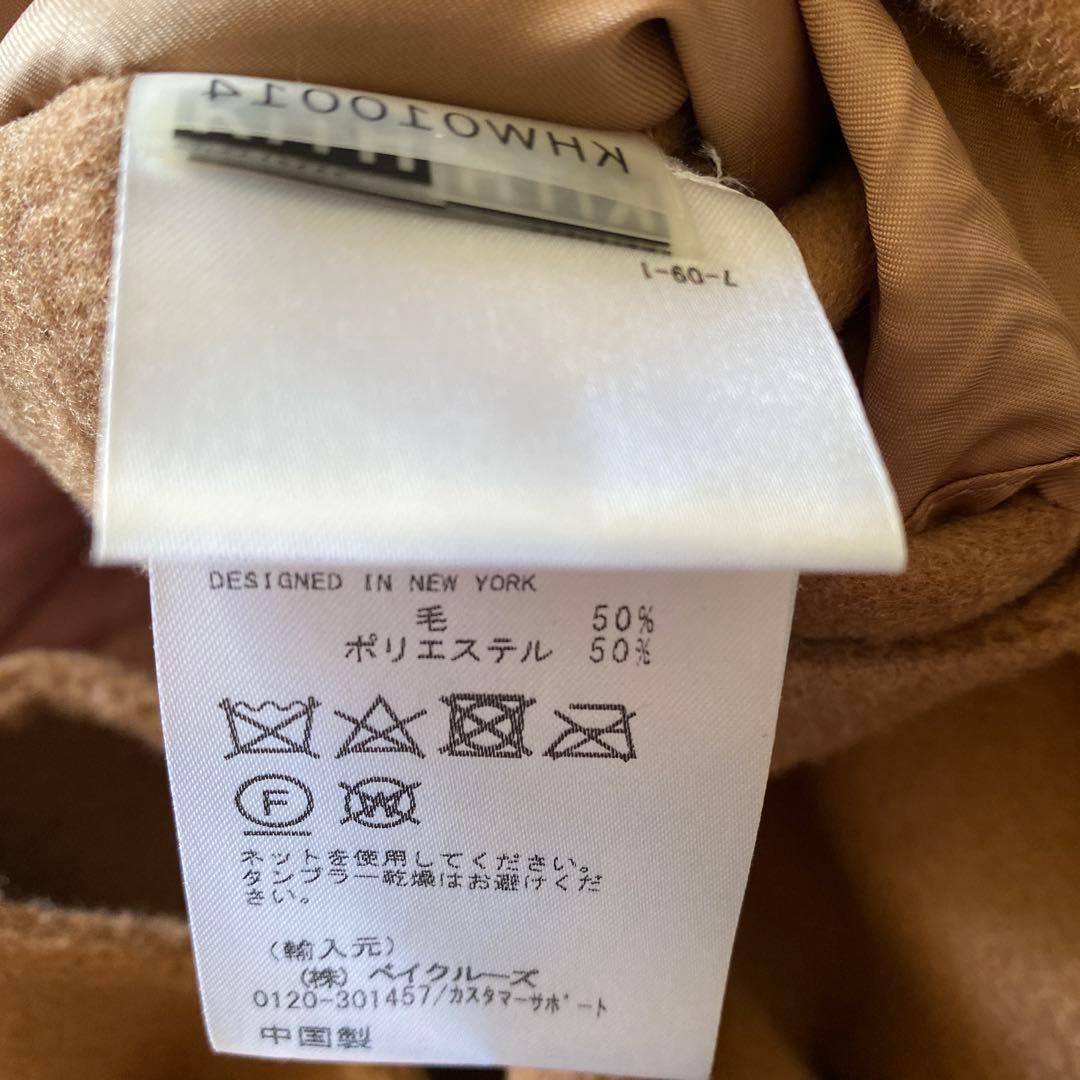 KHW010014
7-09-1
DESIGNED IN NEW YORK
毛 50%
ポリエステル 50%
F
W
ネットを使用してください。
タンブラー乾燥はお避けくだ
さい。
(輸入元)
(株) ベイクルーズ
0120-301457/カスタマーサポート
中国製